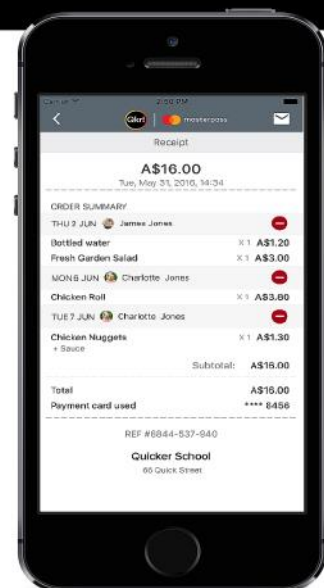 Carrier 2:50 PM
Qkr! masterpass
Receipt
A$16.00
Tue, May 31, 2016, 14:34
ORDER SUMMARY
THU 2 JUN James Jones
Bottled water X 1 A$1.20
Fresh Garden Salad X 1 A$3.00
MON 6 JUN Charlotte Jones
Chicken Roll X 1 A$3.60
TUE 7 JUN Charlotte Jones
Chicken Nuggets X 1 A$1.30
+ Sauce
Subtotal: A$16.00
Total A$16.00
Payment card used **** 8456
REF #6844-537-940
Quicker School
66 Quick Street